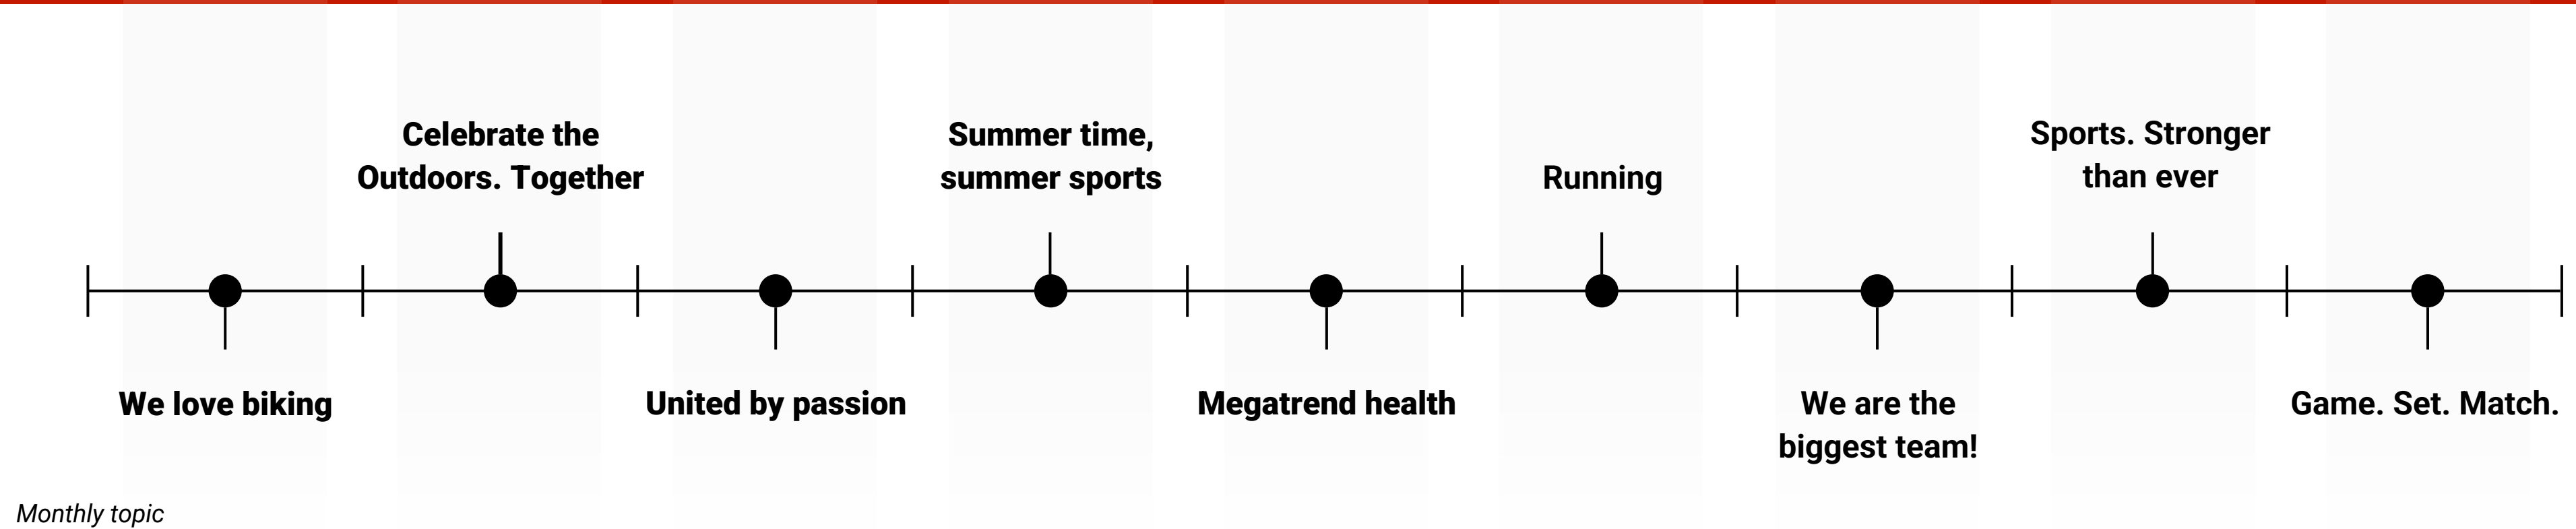 Celebrate the
Outdoors. Together
Summer time,
summer sports
Running
Sports. Stronger
than ever
We love biking
United by passion
Megatrend health
We are the
biggest team!
Game. Set. Match.
Monthly topic